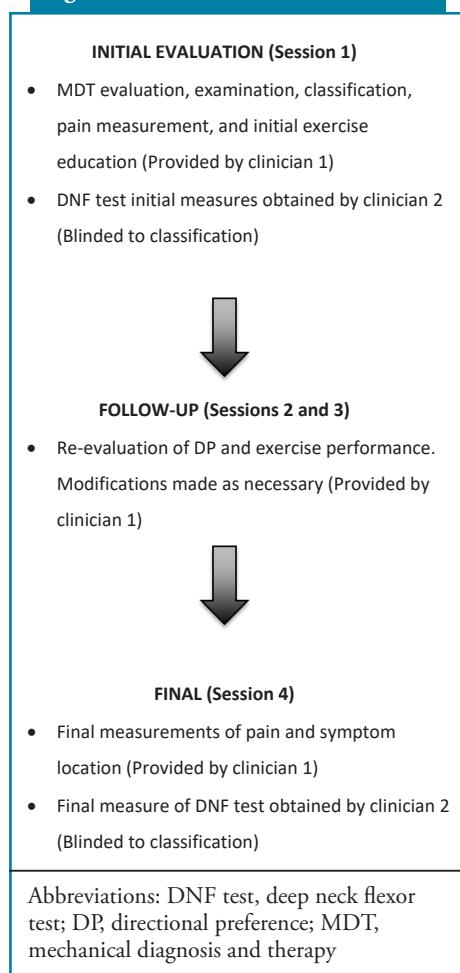 INITIAL EVALUATION (Session 1)
• MDT evaluation, examination, classification,
pain measurement, and initial exercise
education (Provided by clinician 1)
• DNF test initial measures obtained by clinician 2
(Blinded to classification)
FOLLOW-UP (Sessions 2 and 3)
• Re-evaluation of DP and exercise performance.
Modifications made as necessary (Provided by
clinician 1)
FINAL (Session 4)
• Final measurements of pain and symptom
location (Provided by clinician 1)
• Final measure of DNF test obtained by clinician 2
(Blinded to classification)
Abbreviations: DNF test, deep neck flexor
test; DP, directional preference; MDT,
mechanical diagnosis and therapy